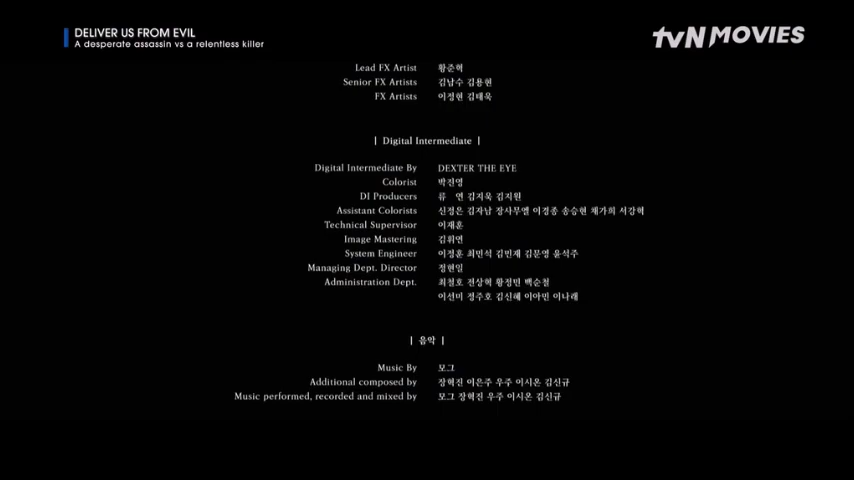 DELIVER US FROM EVIL
A desperate assassin vs a relentless killer
tvN MOVIES
Lead FX Artist 황준혁
Senior FX Artists 김남수 김용현
FX Artists 이정현 김태욱
| Digital Intermediate |
Digital Intermediate By DEXTER THE EYE
Colorist 박진영
DI Producers 류 연 김지욱 김지원
Assistant Colorists 신정은 김자남 장사무엘 이경종 송승현 채가희 서강혁
Technical Supervisor 이재훈
Image Mastering 김휘연
System Engineer 이정훈 최민석 김민재 김문영 윤석주
Managing Dept. Director 정현일
Administration Dept. 최철호 전상혁 황정민 백순철
이선미 정주호 김신혜 이아민 이나래
| 음악 |
Music By 모그
Additional composed by 장혁진 이은주 우주 이시온 김신규
Music performed, recorded and mixed by 모그 장혁진 우주 이시온 김신규